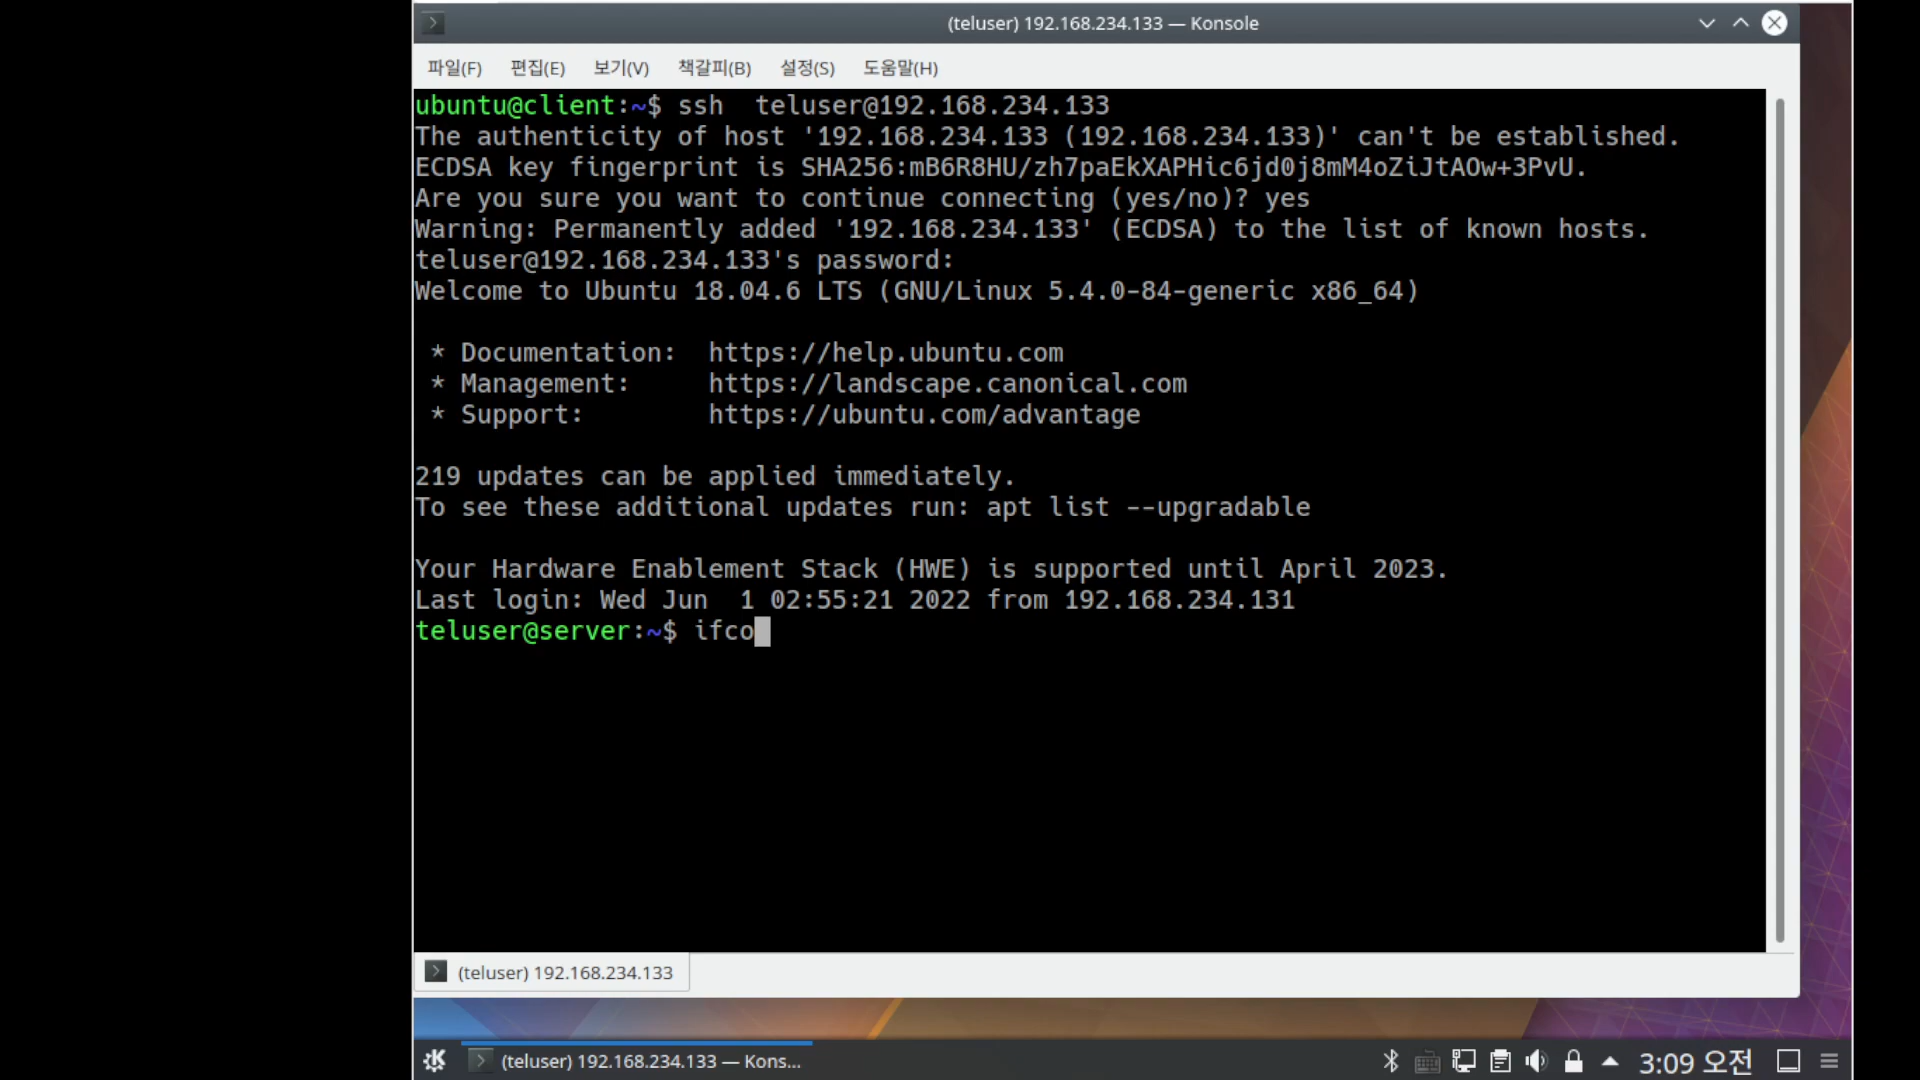 (teluser) 192.168.234.133 — Konsole
파일(F) 편집(E) 보기(V) 책갈피(B) 설정(S) 도움말(H)
ubuntu@client:~$ ssh  teluser@192.168.234.133
The authenticity of host '192.168.234.133 (192.168.234.133)' can't be established.
ECDSA key fingerprint is SHA256:mB6R8HU/zh7paEkXAPHic6jd0j8mM4oZiJtAOw+3PvU.
Are you sure you want to continue connecting (yes/no)? yes
Warning: Permanently added '192.168.234.133' (ECDSA) to the list of known hosts.
teluser@192.168.234.133's password:
Welcome to Ubuntu 18.04.6 LTS (GNU/Linux 5.4.0-84-generic x86_64)
* Documentation:  https://help.ubuntu.com
* Management:     https://landscape.canonical.com
* Support:        https://ubuntu.com/advantage
219 updates can be applied immediately.
To see these additional updates run: apt list --upgradable
Your Hardware Enablement Stack (HWE) is supported until April 2023.
Last login: Wed Jun  1 02:55:21 2022 from 192.168.234.131
teluser@server:~$ ifco
(teluser) 192.168.234.133
(teluser) 192.168.234.133 — Kons...
3:09 오전